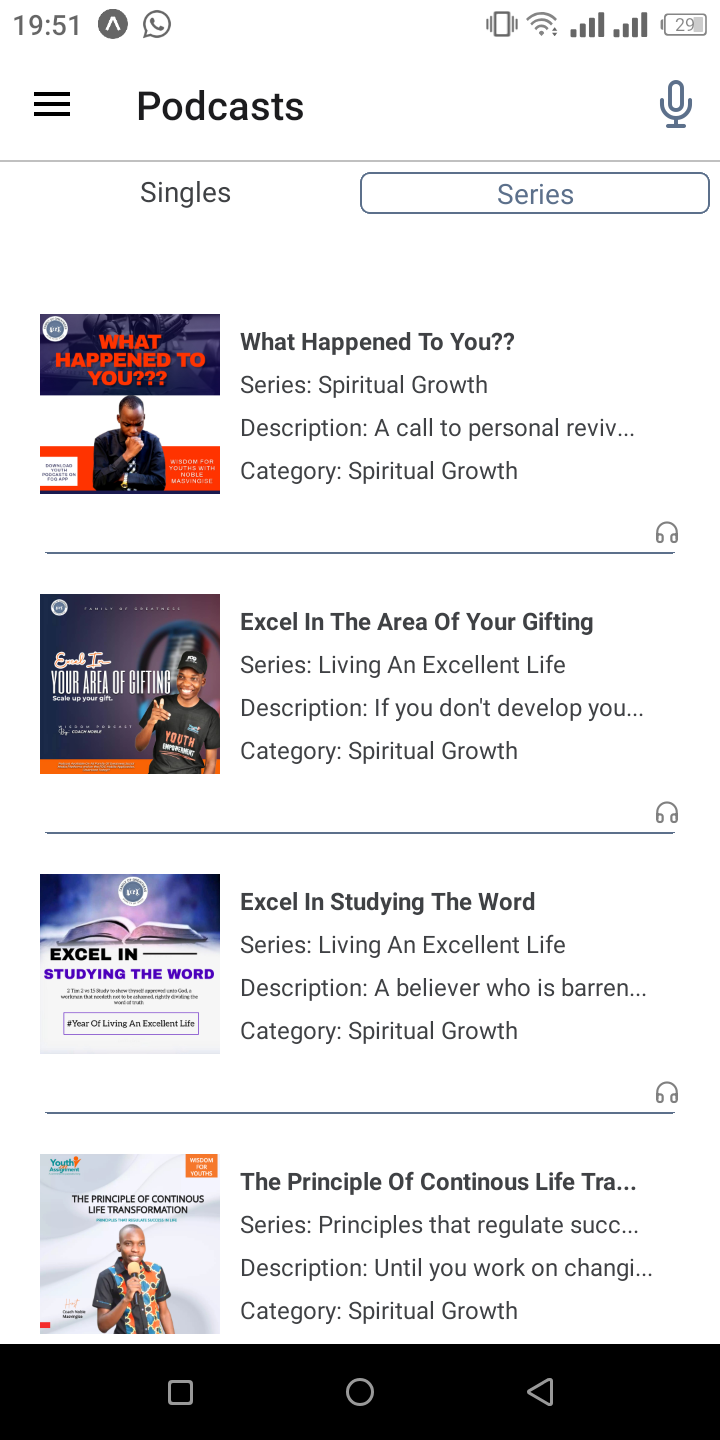 19:51
29
Podcasts
Singles
Series
WHAT
HAPPENED TO
YOU???
DOWNLOAD
YOUTH
PODCASTS ON
FOG APP
WISDOM FOR
YOUTHS WITH
NOBLE
MASVINGISE
What Happened To You??
Series: Spiritual Growth
Description: A call to personal reviv...
Category: Spiritual Growth
FAMILY OF GREATNESS
Excel In
YOUR AREA OF GIFTING
Scale up your gift.
WISDOM PODCAST
By: COACH NOBLE
YOUTH
EMPOWERMENT
Excel In The Area Of Your Gifting
Series: Living An Excellent Life
Description: If you don't develop you...
Category: Spiritual Growth
EXCEL IN
STUDYING THE WORD
2 Tim 2 vs 15 Study to shew thyself approved unto God, a
workman that needeth not to be ashamed, rightly dividing the
word of truth
#Year Of Living An Excellent Life
Excel In Studying The Word
Series: Living An Excellent Life
Description: A believer who is barren...
Category: Spiritual Growth
Youth
Assignment
WISDOM
FOR
YOUTHS
THE PRINCIPLE OF CONTINOUS
LIFE TRANSFORMATION
PRINCIPLES THAT REGULATE SUCCESS IN LIFE
Host
Coach Noble
Masvingise
The Principle Of Continous Life Tra...
Series: Principles that regulate succ...
Description: Until you work on changi...
Category: Spiritual Growth